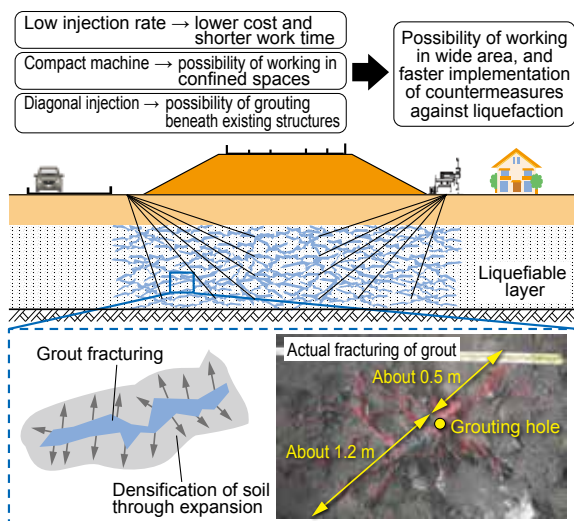 Low injection rate → lower cost and
shorter work time
Compact machine → possibility of working in
confined spaces
Diagonal injection → possibility of grouting
beneath existing structures
Possibility of working
in wide area, and
faster implementation
of countermeasures
against liquefaction
Liquefiable
layer
Grout fracturing
Densification of soil
through expansion
Actual fracturing of grout
About 0.5 m
Grouting hole
About 1.2 m